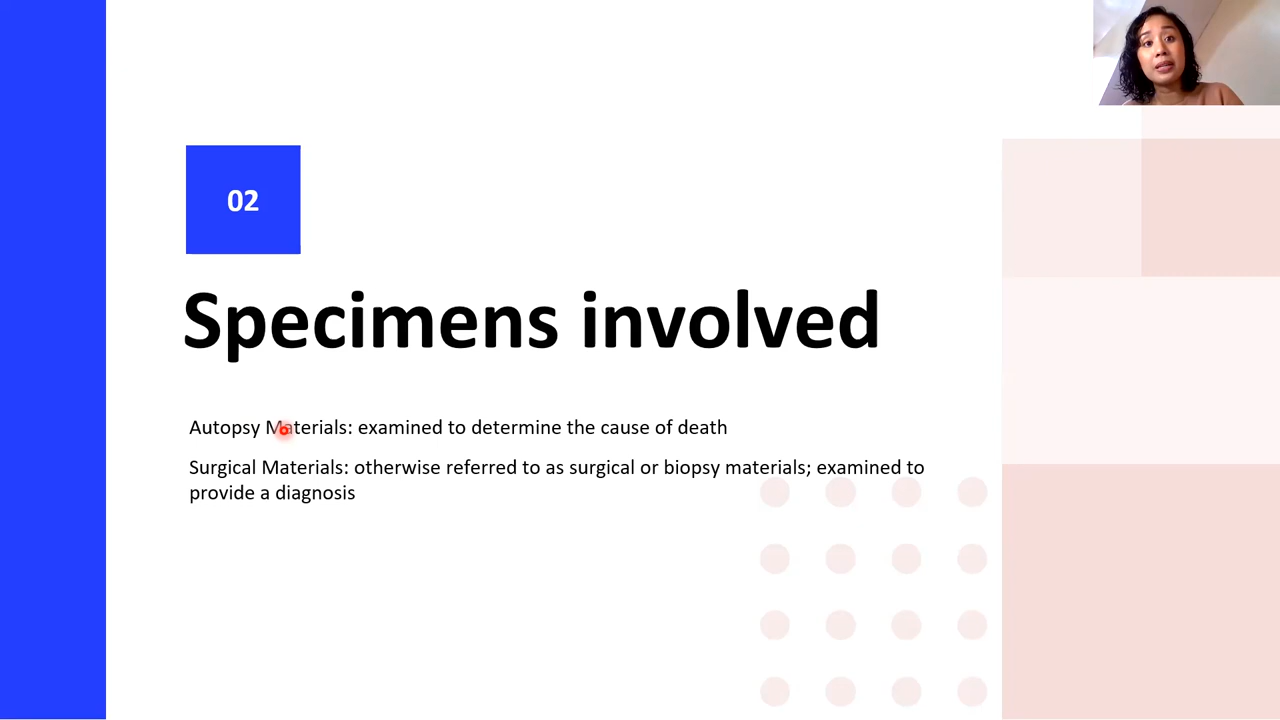 02
Specimens involved
Autopsy Materials: examined to determine the cause of death
Surgical Materials: otherwise referred to as surgical or biopsy materials; examined to
provide a diagnosis